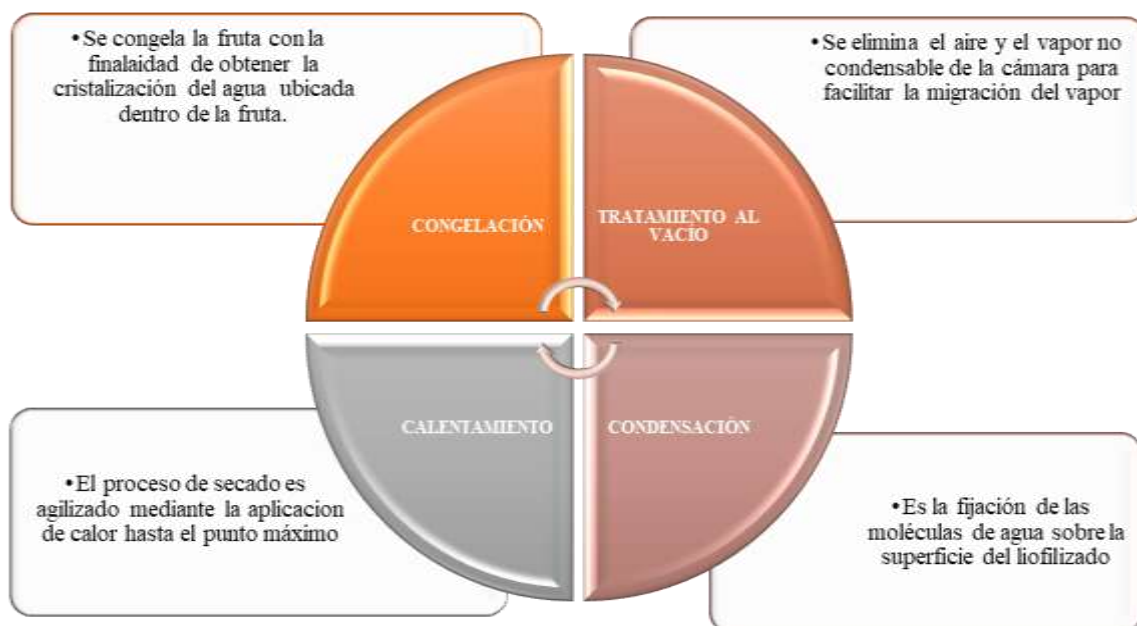 •Se congela la fruta con la
finalaidad de obtener la
cristalización del agua ubicada
dentro de la fruta.
•Se elimina el aire y el vapor no
condensable de la cámara para
facilitar la migración del vapor
CONGELACIÓN
TRATAMIENTO AL
VACÍO
CALENTAMIENTO
CONDENSACIÓN
•El proceso de secado es
agilizado mediante la aplicacion
de calor hasta el punto máximo
•Es la fijación de las
moléculas de agua sobre la
superficie del liofilizado